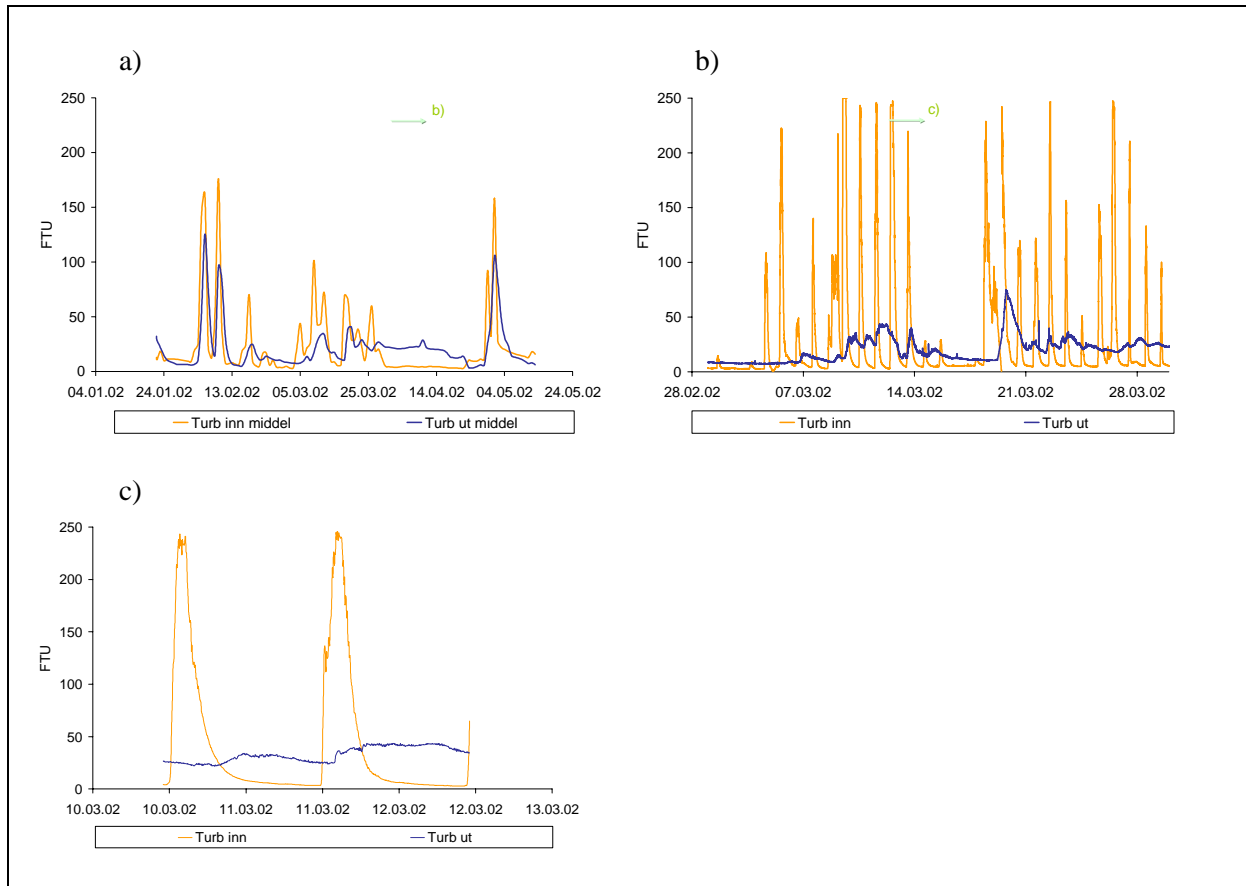 a)
250
200
150
100
50
0
FTU
b)
04.01.02 24.01.02 13.02.02 05.03.02 25.03.02 14.04.02 04.05.02 24.05.02
Turb inn middel Turb ut middel
b)
250
200
150
100
50
0
FTU
c)
28.02.02 07.03.02 14.03.02 21.03.02 28.03.02
Turb inn Turb ut
c)
250
200
150
100
50
0
FTU
10.03.02 10.03.02 11.03.02 11.03.02 12.03.02 12.03.02 13.03.02
Turb inn Turb ut